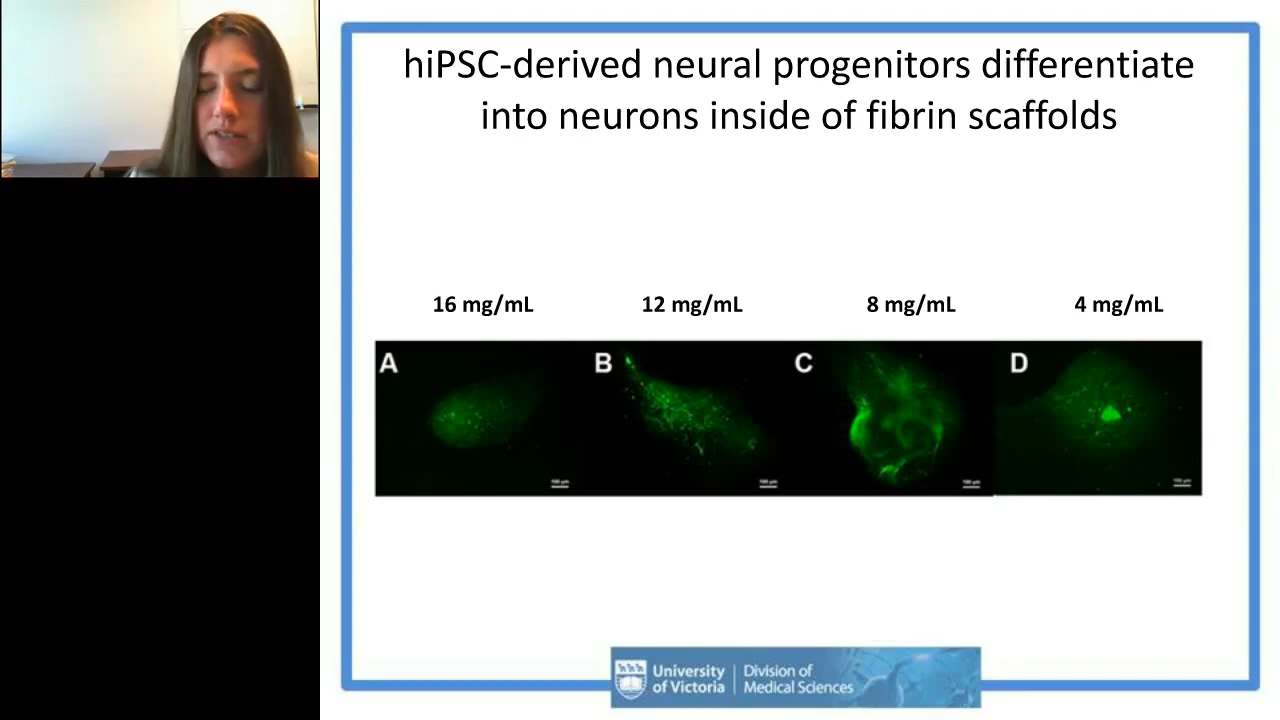 hiPSC-derived neural progenitors differentiate
into neurons inside of fibrin scaffolds
16 mg/mL 12 mg/mL 8 mg/mL 4 mg/mL
A B C D
University
of Victoria
Division of
Medical Sciences